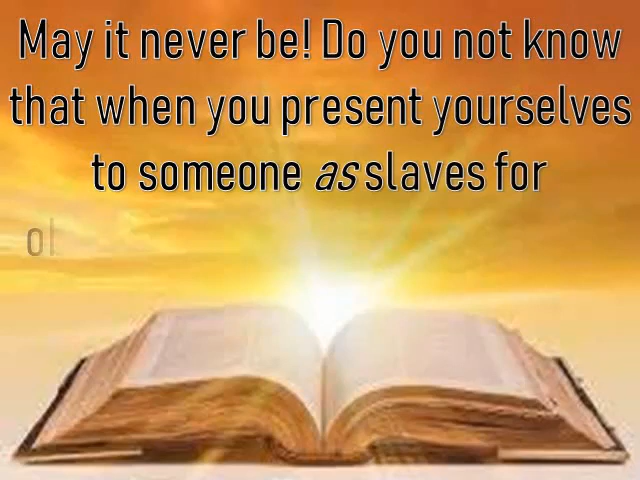 May it never be! Do you not know
that when you present yourselves
to someone as slaves for